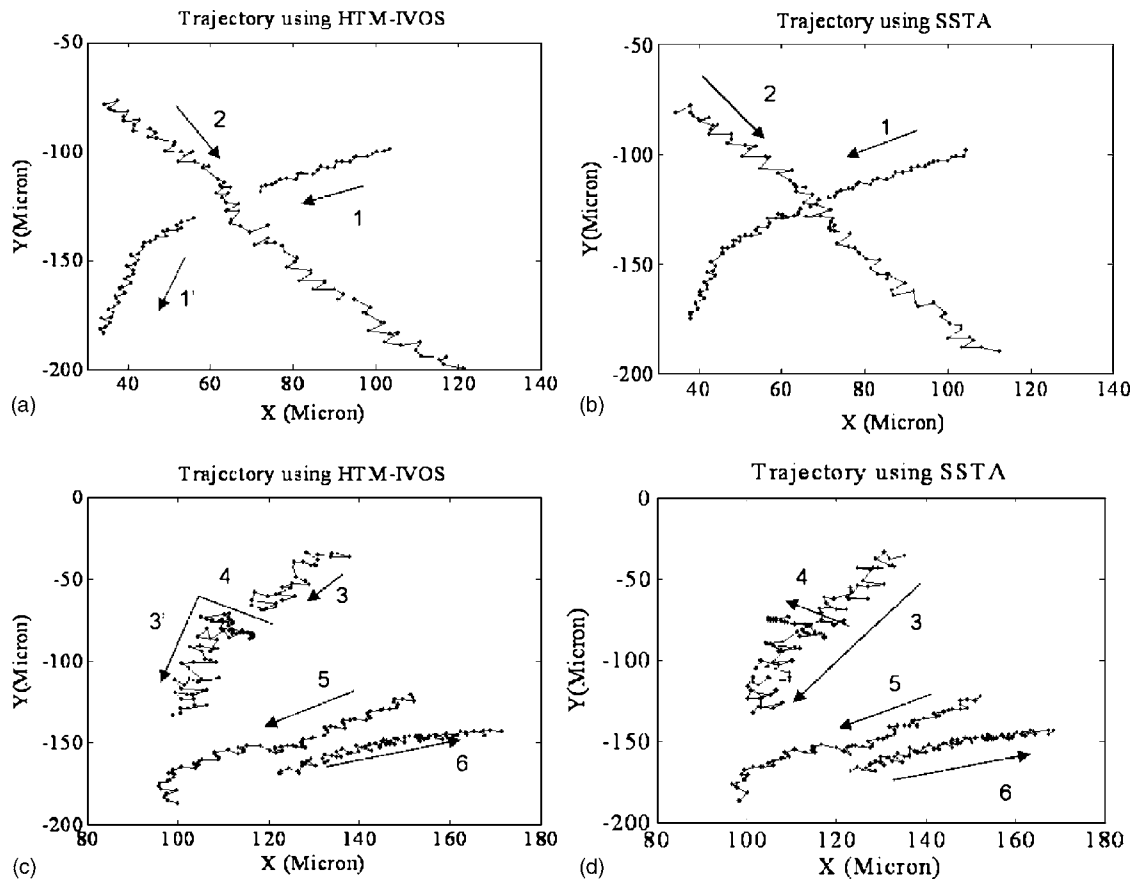 Trajectory using HTM-IVOS
-50
-100
-150
-200
Y(Micron)
2
1
1'
40 60 80 100 120 140
X (Micron)
(a)
Trajectory using SSTA
-50
-100
-150
-200
Y(Micron)
2
1
40 60 80 100 120 140
X (Micron)
(b)
Trajectory using HTM-IVOS
0
-50
-100
-150
-200
Y(Micron)
4
3
3'
5
6
80 100 120 140 160 180
X (Micron)
(c)
Trajectory using SSTA
0
-50
-100
-150
-200
Y(Micron)
4
3
5
6
80 100 120 140 160 180
X (Micron)
(d)